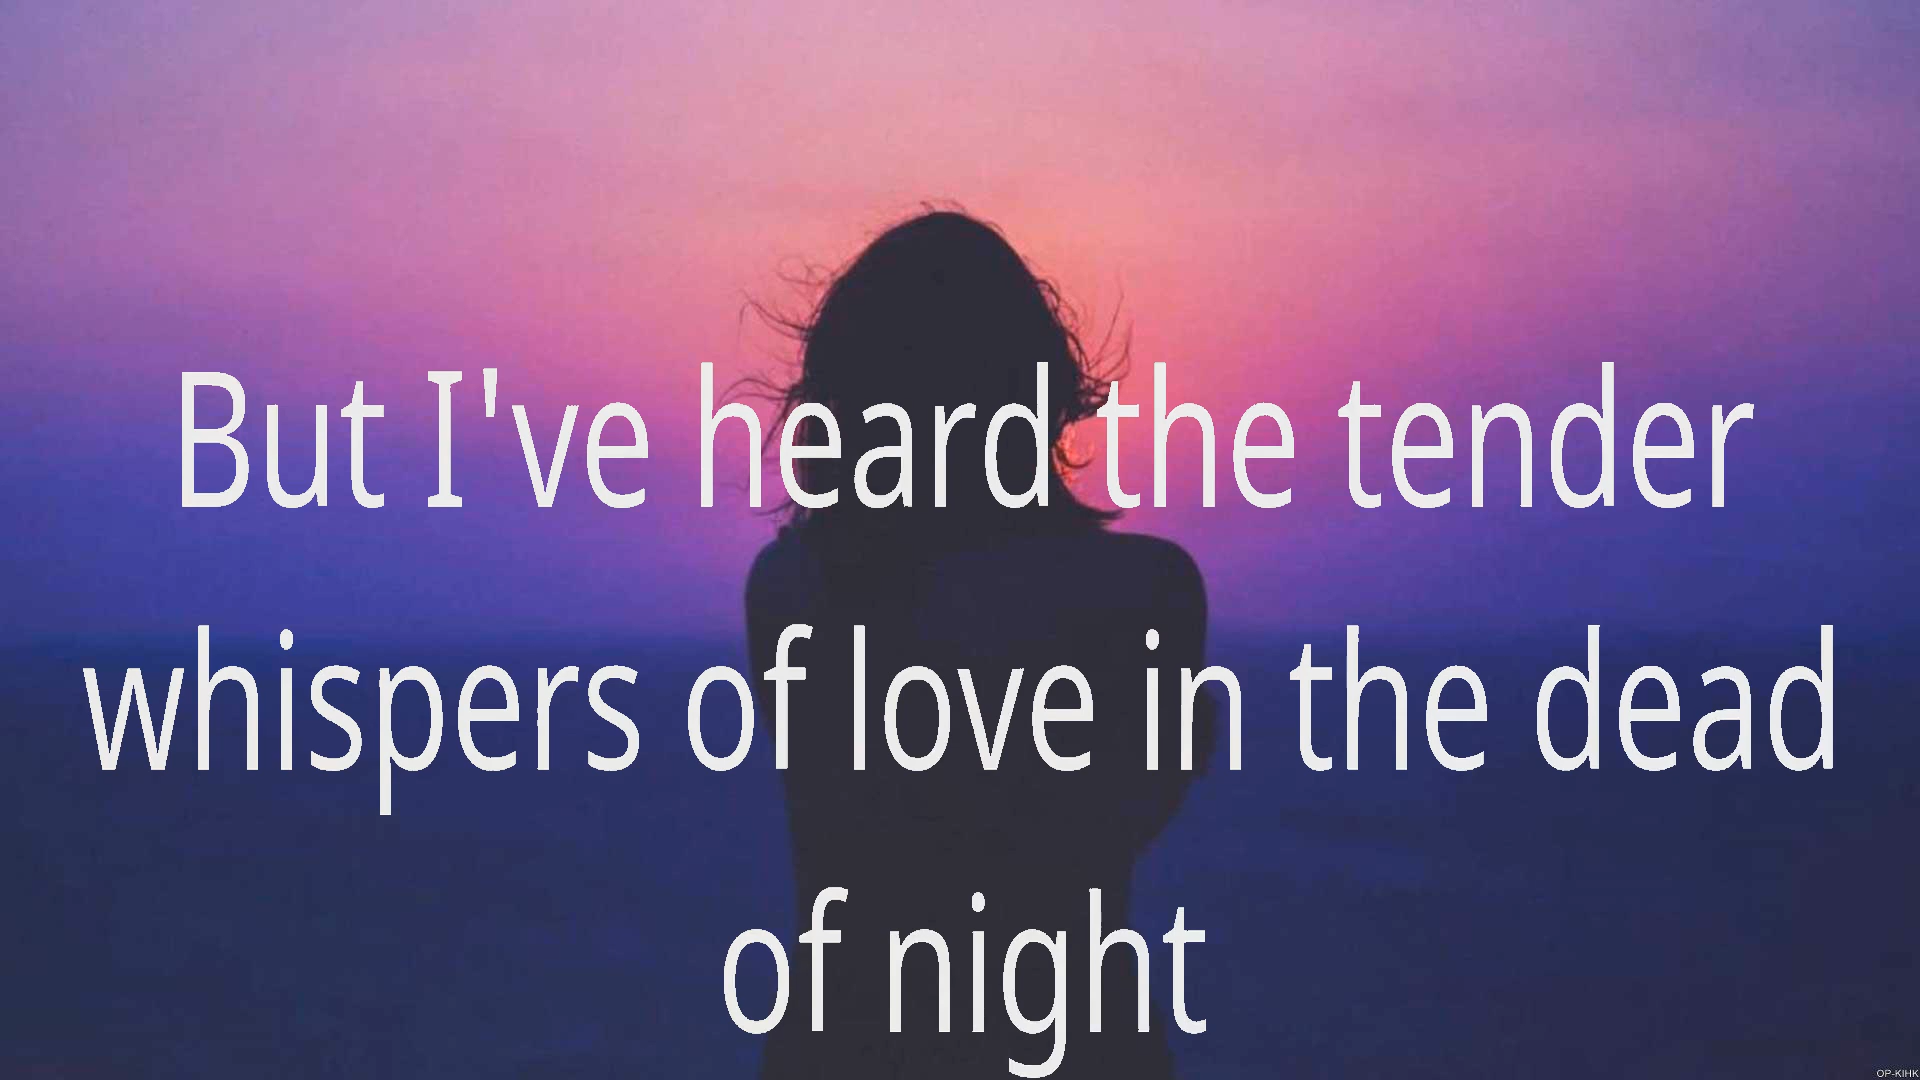 But I've heard the tender
whispers of love in the dead
of night
OP-KIHK